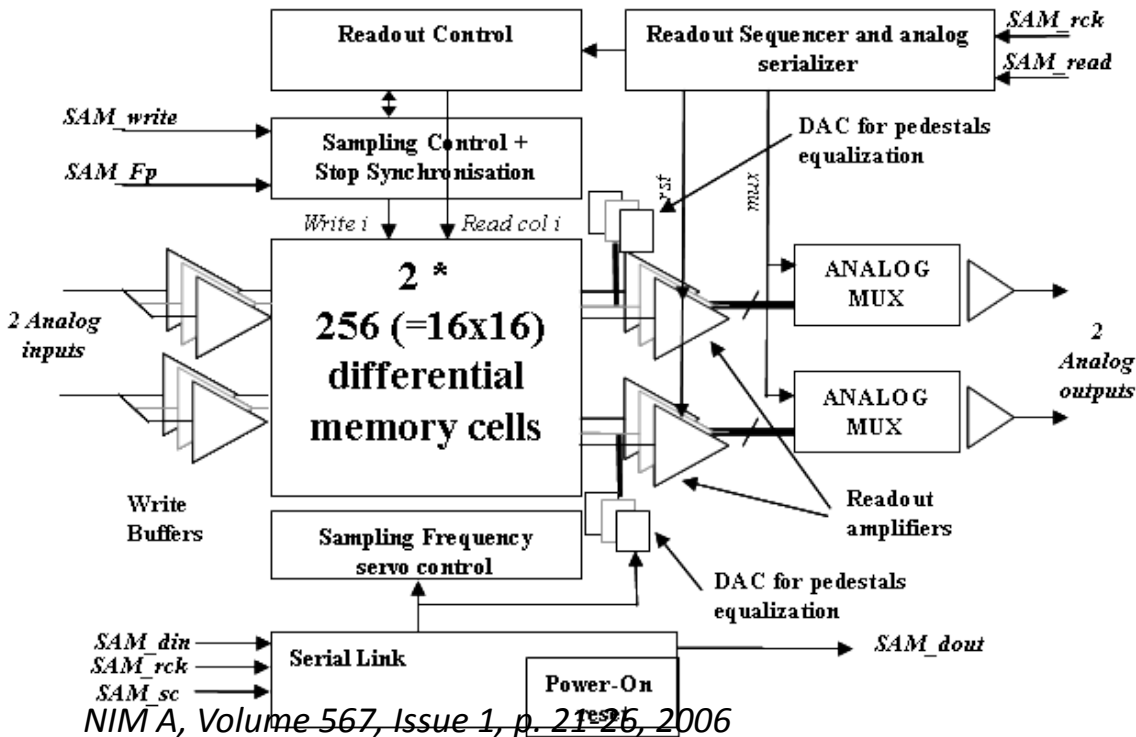 Readout Control
Readout Sequencer and analog
serializer
SAM_rck
SAM_read
SAM_write
SAM_Fp
Sampling Control +
Stop Synchronisation
DAC for pedestals
equalization
rst
mux
Write i
Read col i
2 Analog
inputs
2 *
256 (=16x16)
differential
memory cells
ANALOG
MUX
ANALOG
MUX
2
Analog
outputs
Write
Buffers
Readout
amplifiers
Sampling Frequency
servo control
DAC for pedestals
equalization
SAM_din
SAM_rck
SAM_sc
Serial Link
SAM_dout
Power-On
reset
NIM A, Volume 567, Issue 1, p. 21-26, 2006